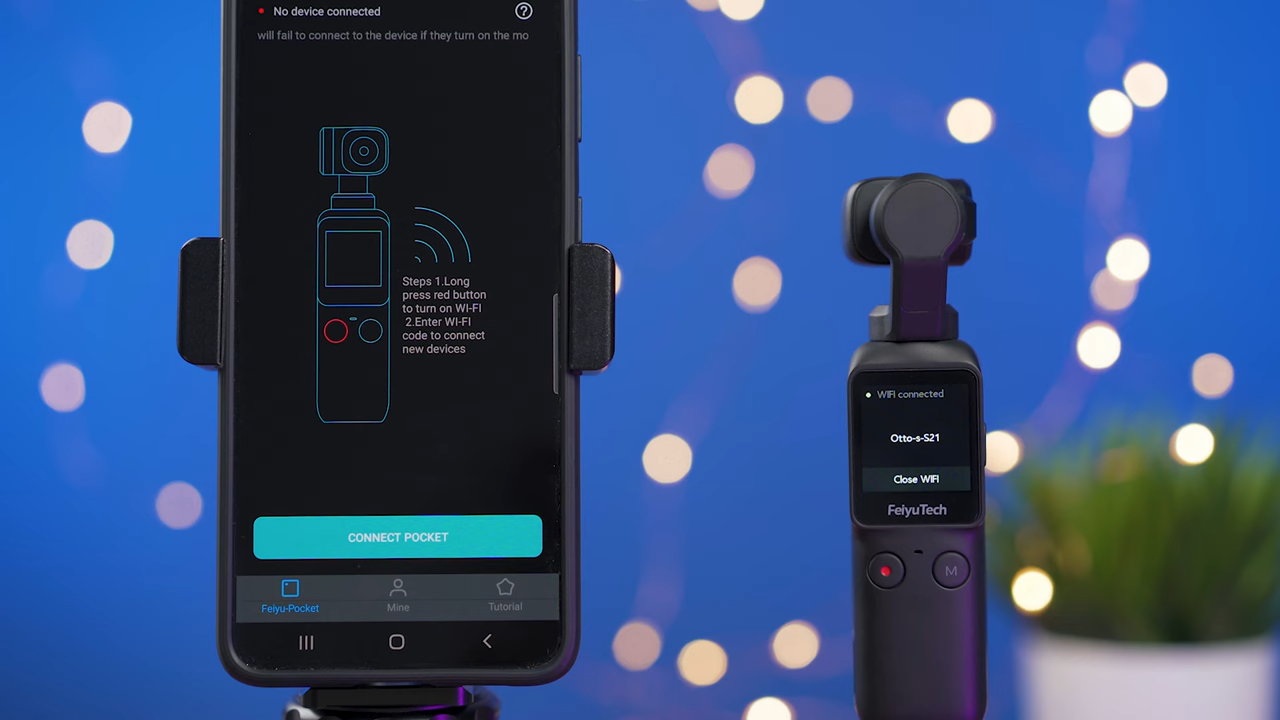 No device connected
?
will fail to connect to the device if they turn on the mo
Steps 1.Long
press red button
to turn on WI-FI
2.Enter WI-FI
code to connect
new devices
CONNECT POCKET
Feiyu-Pocket
Mine
Tutorial
WIFI connected
Otto-s-S21
Close WIFI
FeiyuTech
M